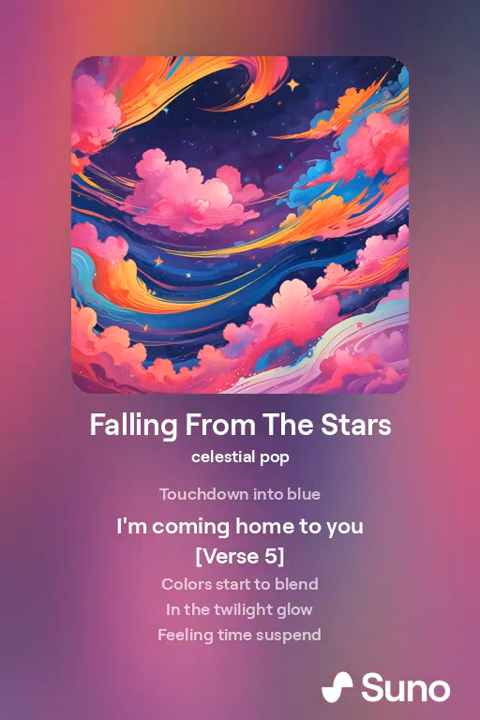 Falling From The Stars
celestial pop
Touchdown into blue
I'm coming home to you
[Verse 5]
Colors start to blend
In the twilight glow
Feeling time suspend
Suno